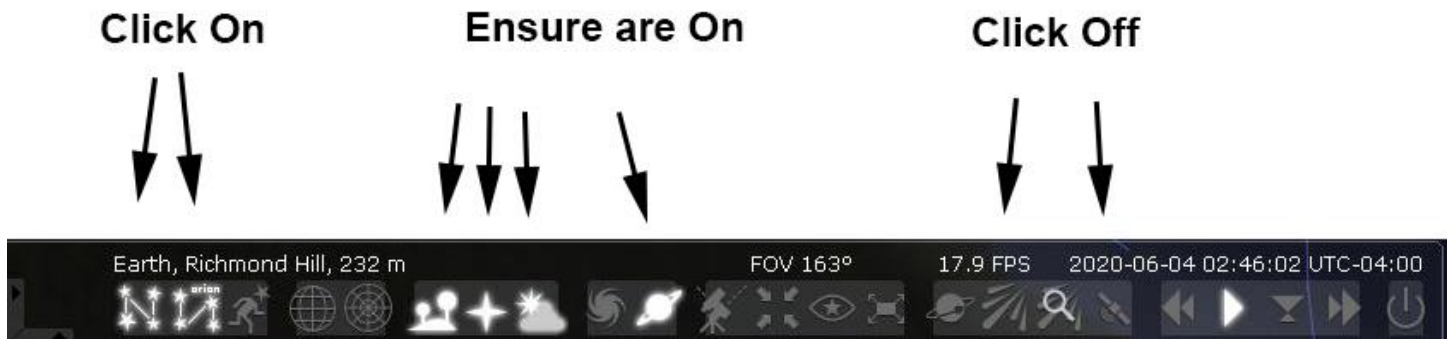 Click On Ensure are On Click Off
Earth, Richmond Hill, 232 m FOV 163° 17.9 FPS 2020-06-04 02:46:02 UTC-04:00
orion